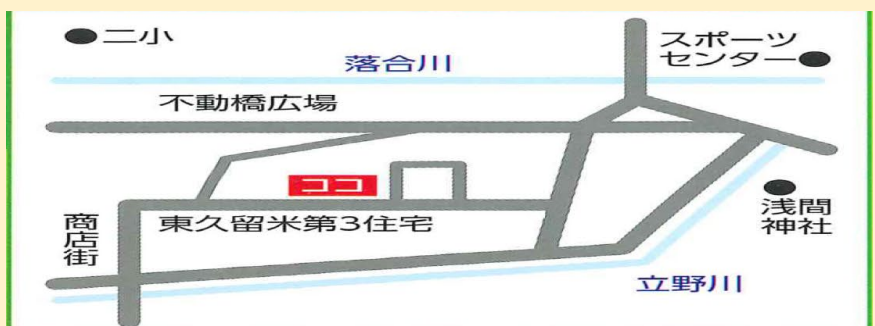 ●二小
スポーツ
センター●
落合川
不動橋広場
ココ
東久留米第3住宅
商店街
浅間
神社
立野川